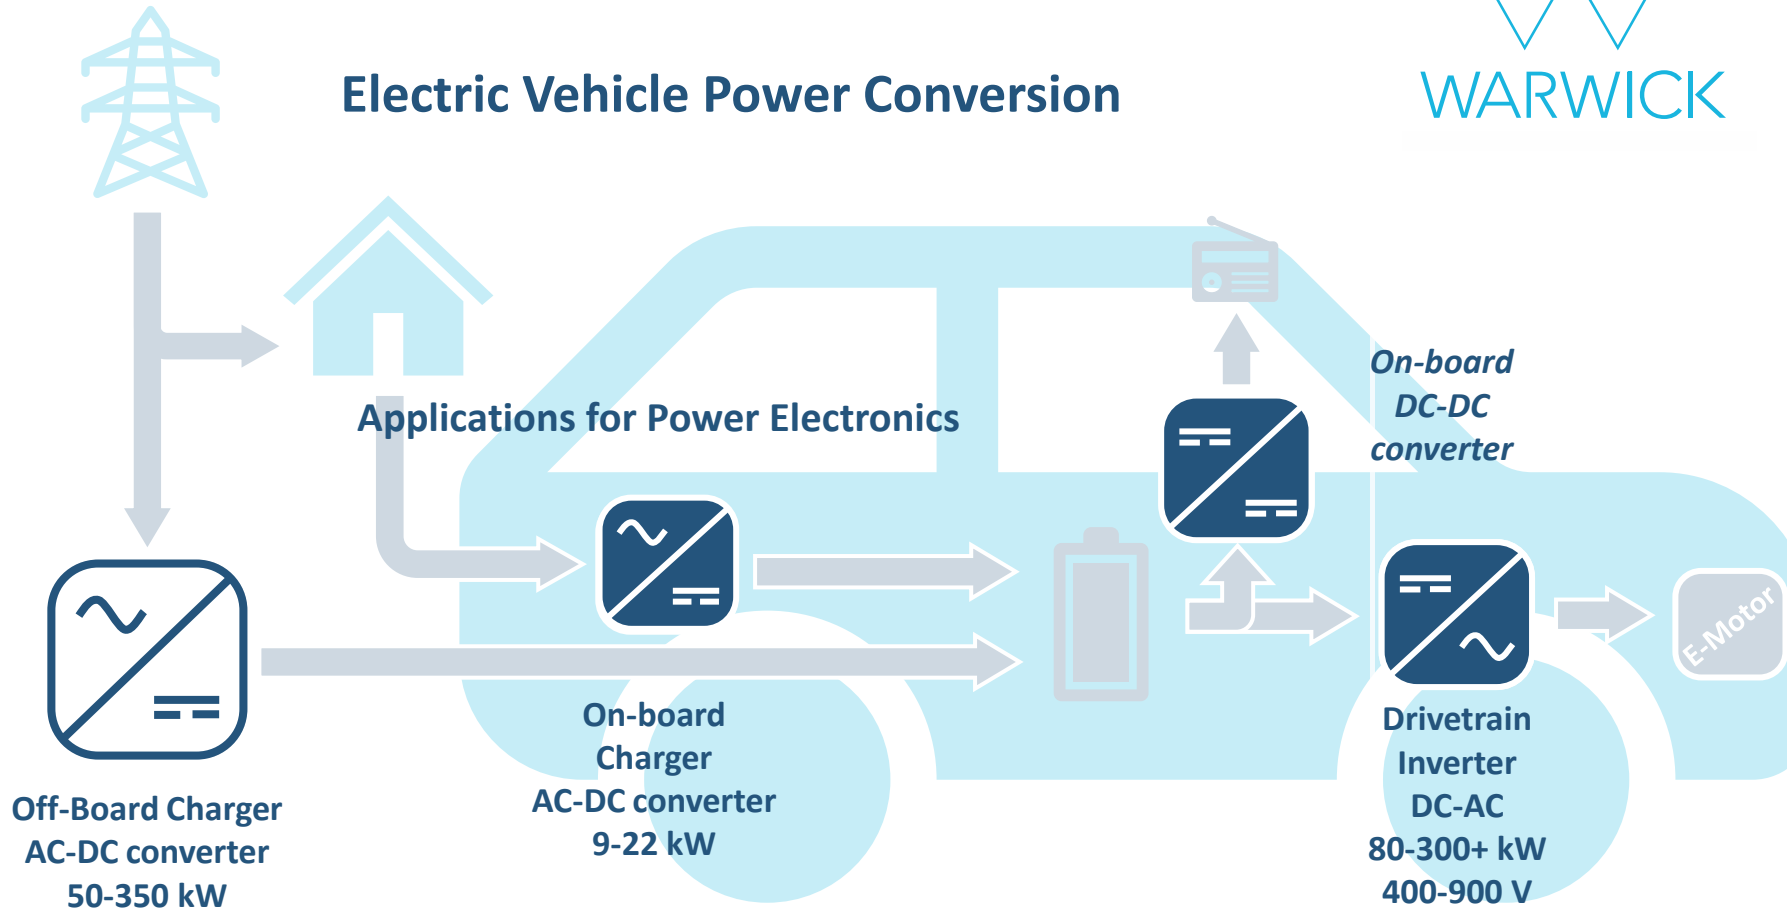 Electric Vehicle Power Conversion
WARWICK
On-board
DC-DC
converter
Applications for Power Electronics
E-Motor
On-board
Charger
AC-DC converter
9-22 kW
Drivetrain
Inverter
DC-AC
80-300+ kW
400-900 V
Off-Board Charger
AC-DC converter
50-350 kW